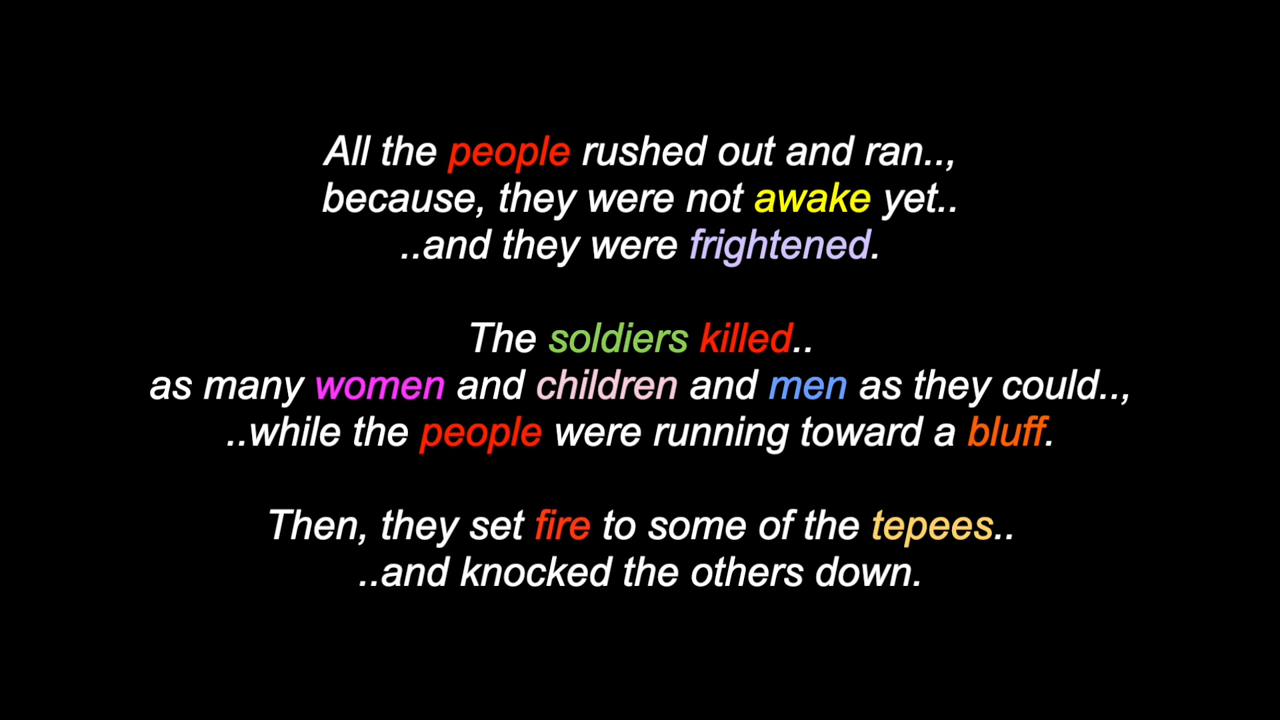 All the people rushed out and ran..,
because, they were not awake yet..
..and they were frightened.
The soldiers killed..
as many women and children and men as they could..,
..while the people were running toward a bluff.
Then, they set fire to some of the tepees..
..and knocked the others down.